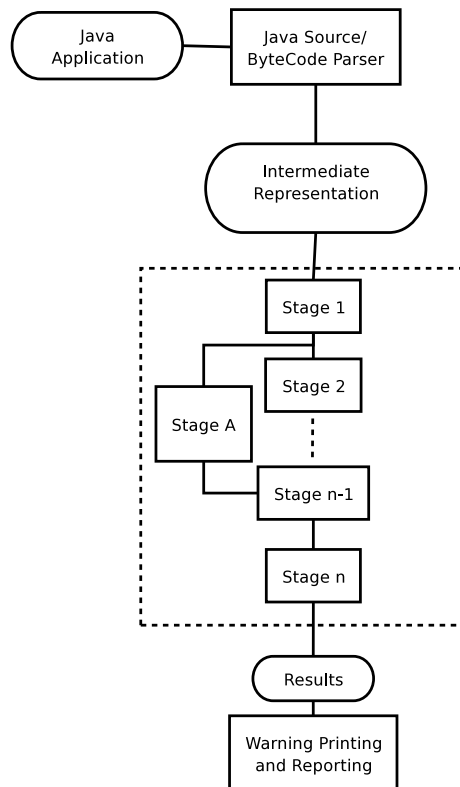 Java
Application
Java Source/
ByteCode Parser
Intermediate
Representation
Stage 1
Stage 2
Stage A
Stage n-1
Stage n
Results
Warning Printing
and Reporting